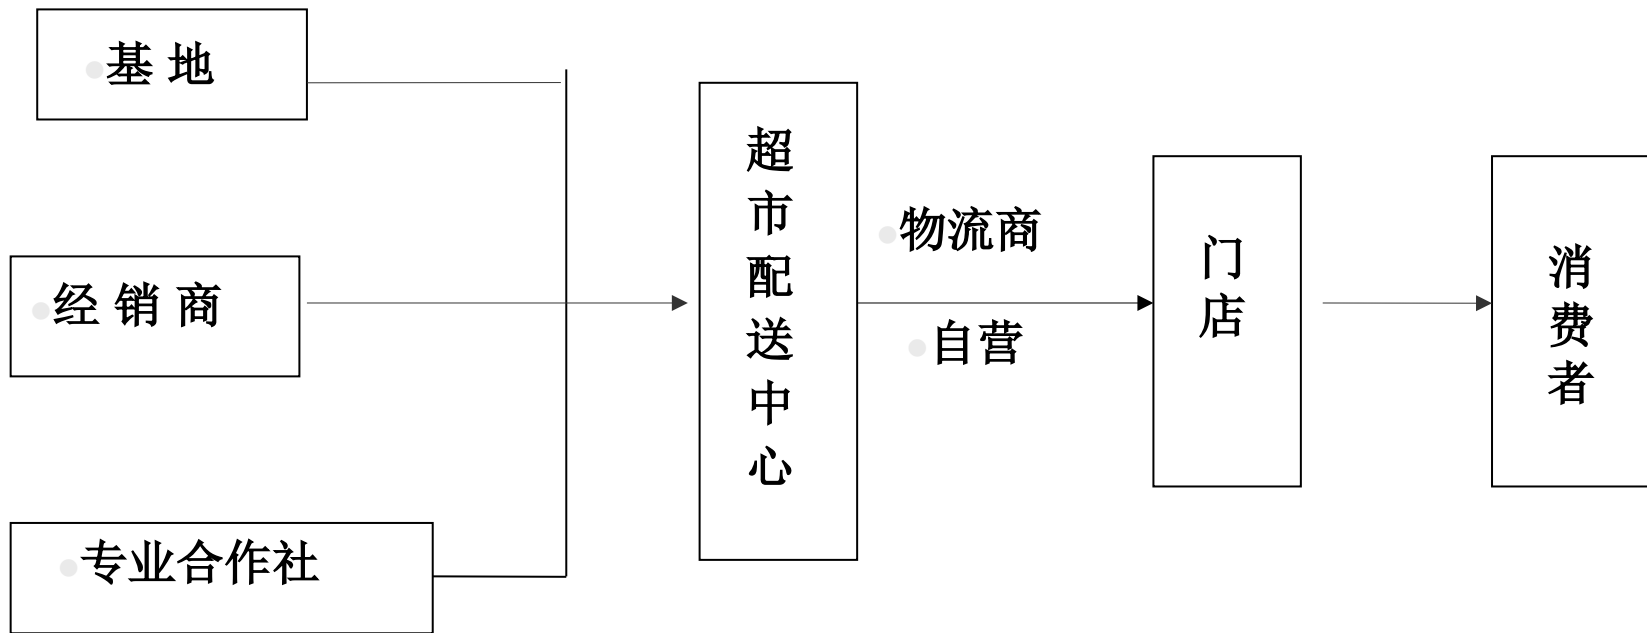 基 地
经 销 商
专业合作社
超市配送中心
物流商
自营
门店
消费者